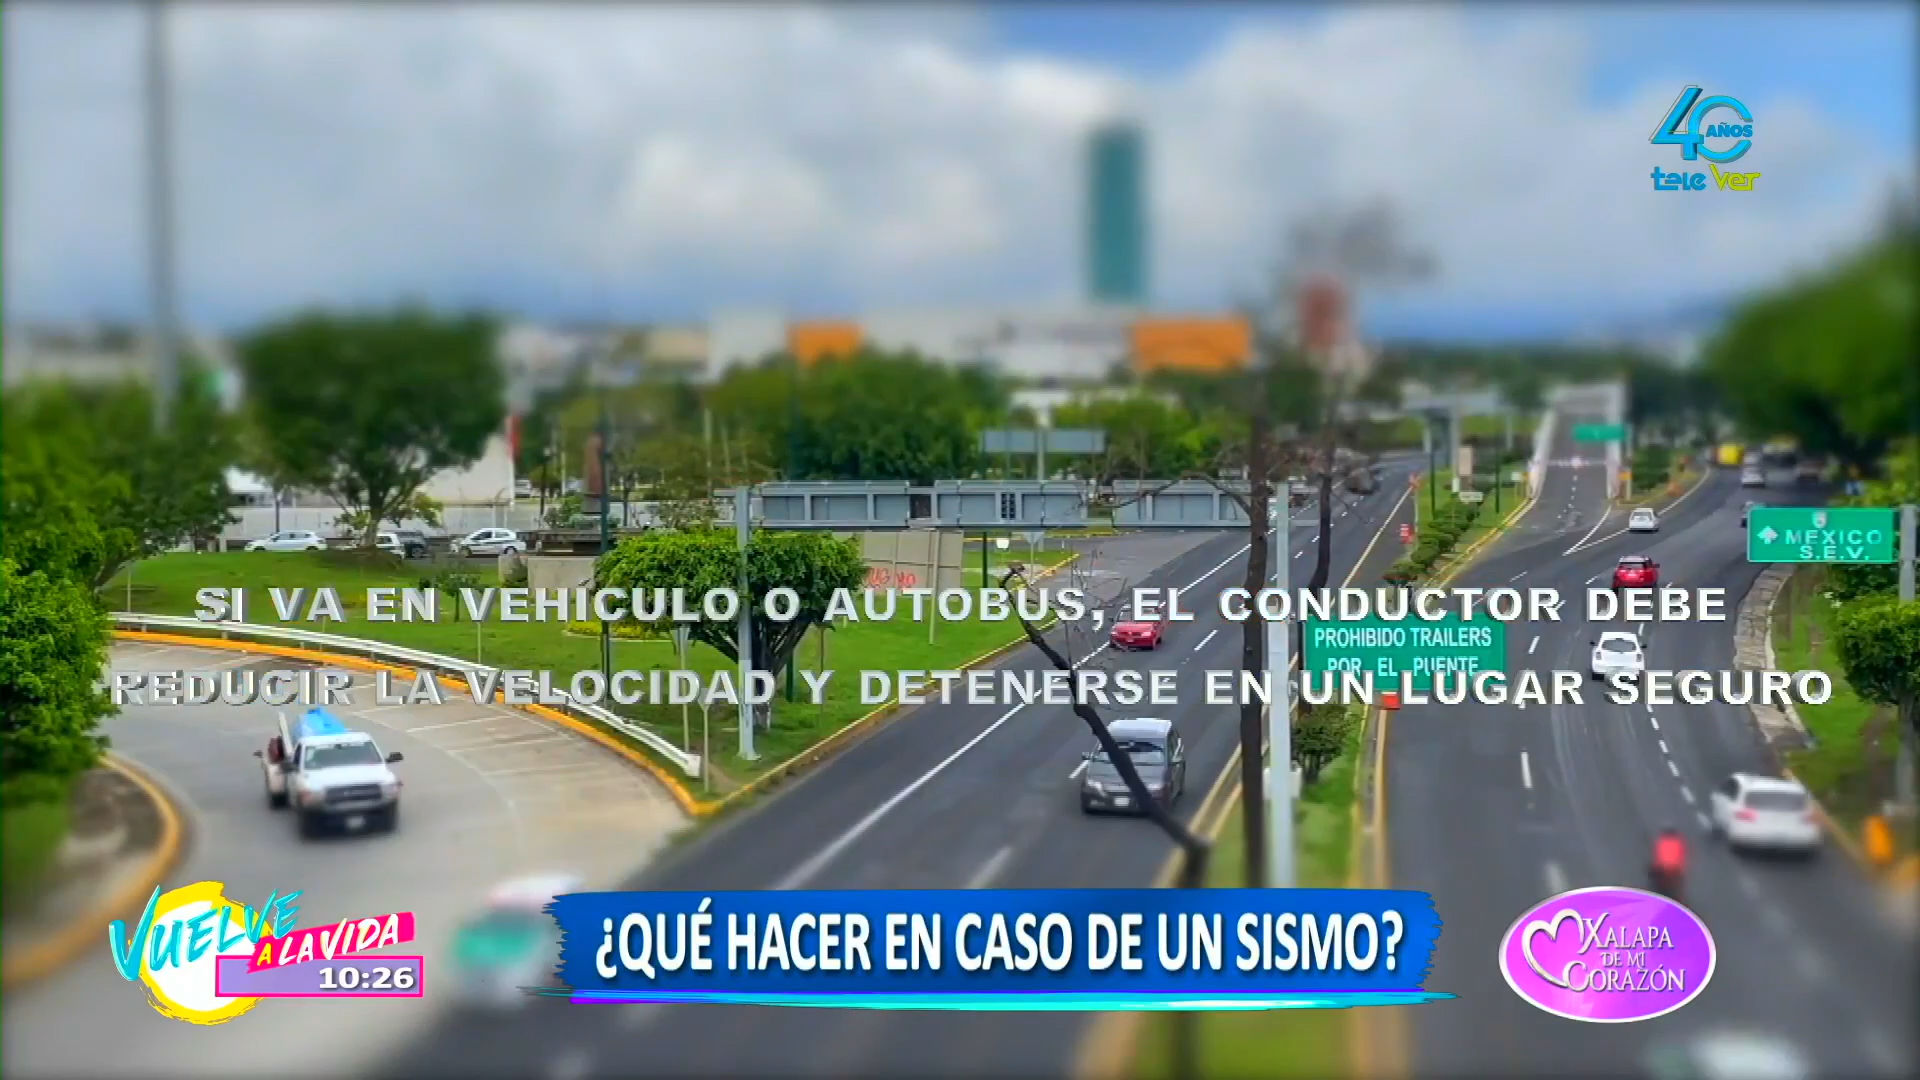 40 AÑOS
tele Ver
MÉXICO
S.E.V.
SI VA EN VEHÍCULO O AUTOBUS, EL CONDUCTOR DEBE
REDUCIR LA VELOCIDAD Y DETENERSE EN UN LUGAR SEGURO
PROHIBIDO TRAILERS
POR EL PUENTE
VUELVE
A LA VIDA
10:26
¿QUÉ HACER EN CASO DE UN SISMO?
XALAPA
DE MI
CORAZÓN